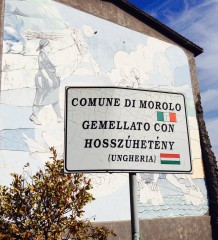 COMUNE DI MOROLO
GEMELLATO CON
HOSSZÚHETÉNY
(UNGHERIA)